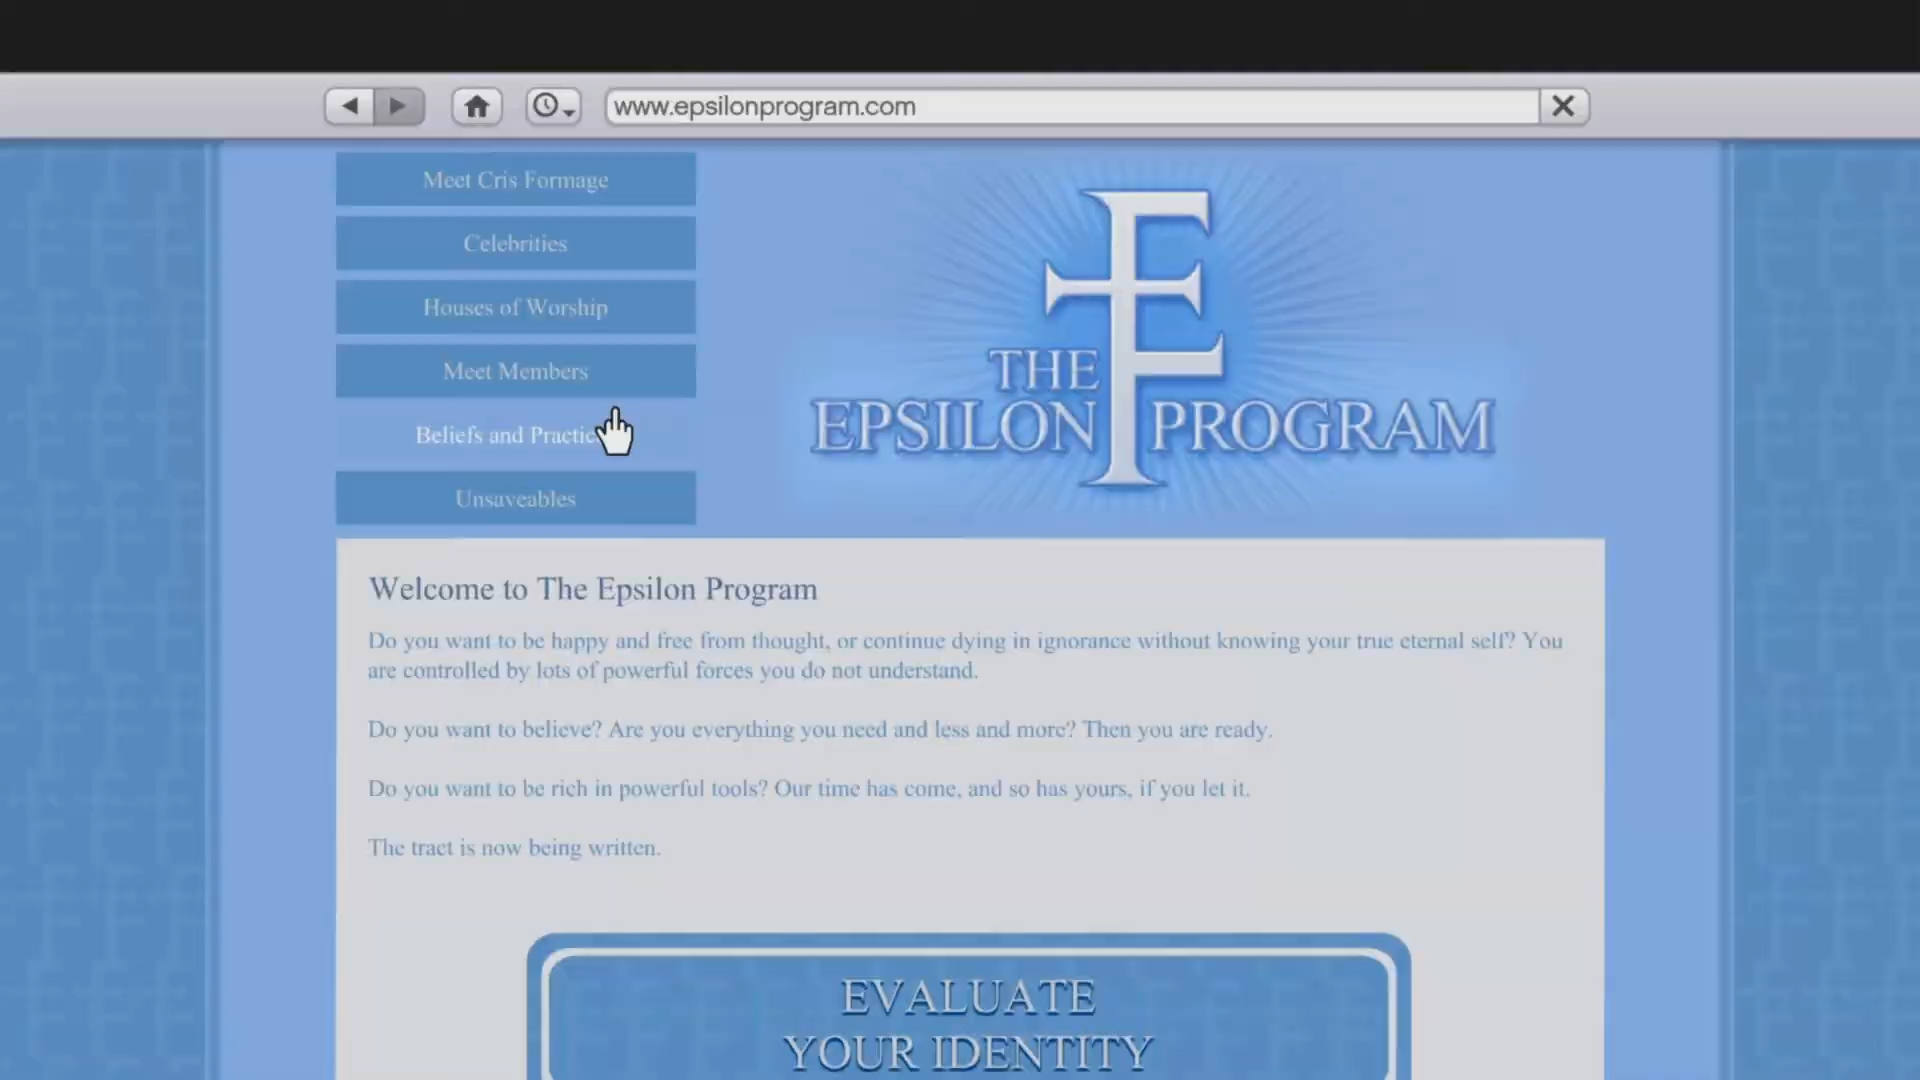 www.epsilonprogram.com
Meet Cris Formage
Celebrities
Houses of Worship
Meet Members
Beliefs and
Unsaveables
THE
EPSILON PROGRAM
Welcome to The Epsilon Program
Do you want to be happy and free from thought, or continue dying in ignorance without knowing your true eternal self? You
are controlled by lots of powerful forces you do not understand.
Do you want to believe? Are you everything you need and less and more? Then you are ready.
Do you want to be rich in powerful tools? Our time has come, and so has yours, if you let it.
The tract is now being written.
EVALUATE
YOUR IDENTITY